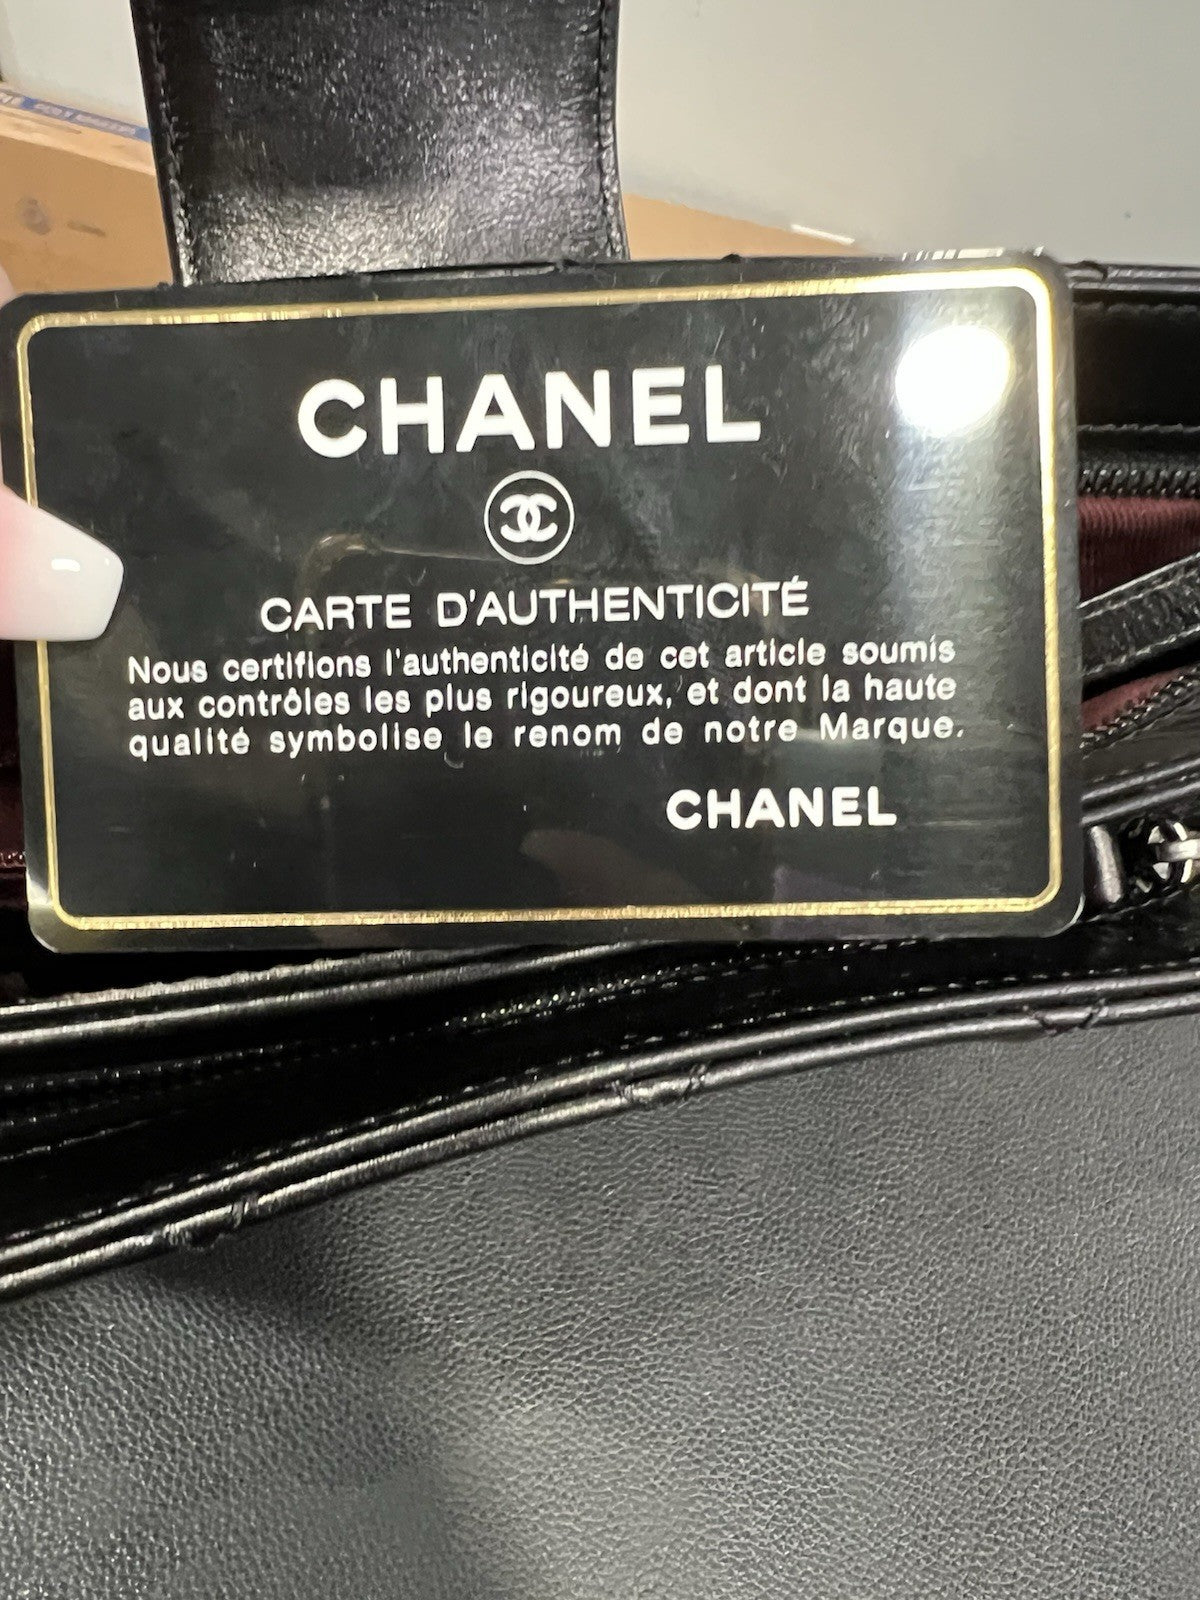 CHANEL
CARTE D'AUTHENTICITÉ
Nous certifions l'authenticité de cet article soumis
aux contrôles les plus rigoureux, et dont la haute
qualité symbolise le renom de notre Marque.
CHANEL